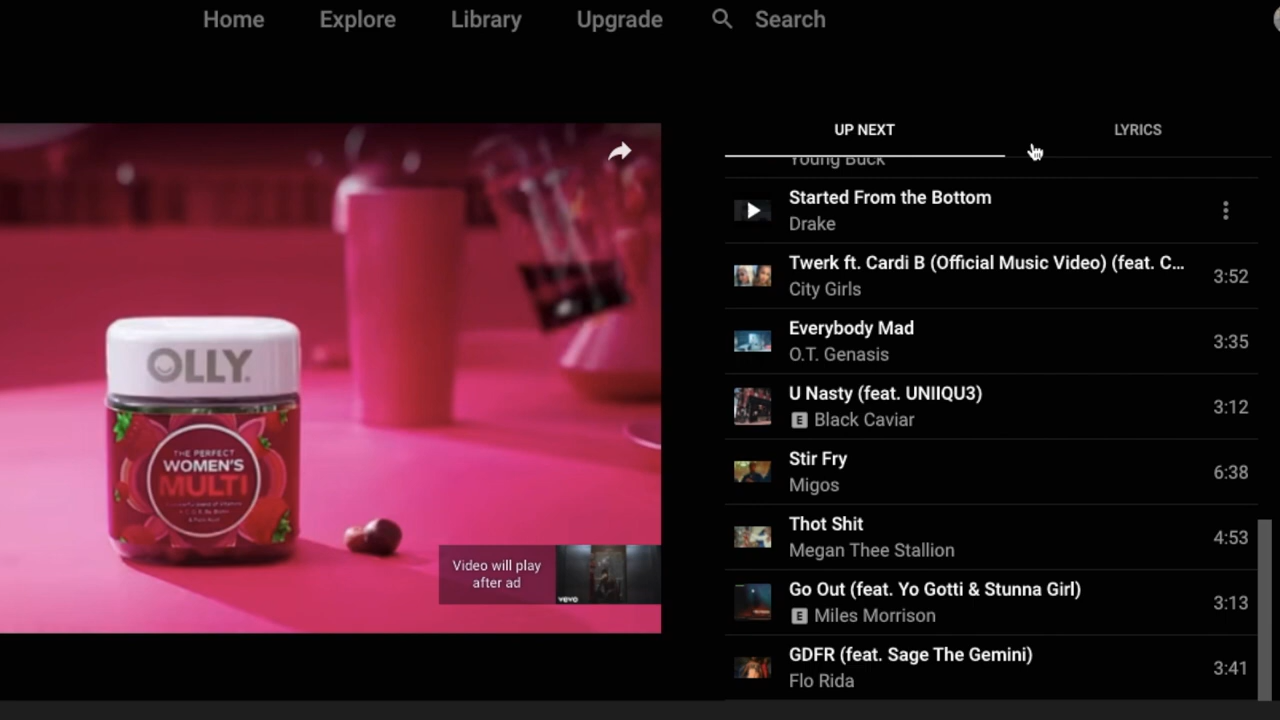 Home Explore Library Upgrade Search
UP NEXT LYRICS
Young Buck
Started From the Bottom
Drake
Twerk ft. Cardi B (Official Music Video) (feat. C...
3:52
City Girls
Everybody Mad
3:35
O.T. Genasis
U Nasty (feat. UNIIQU3)
3:12
E Black Caviar
Stir Fry
6:38
Migos
Thot Shit
4:53
Megan Thee Stallion
Go Out (feat. Yo Gotti & Stunna Girl)
3:13
E Miles Morrison
GDFR (feat. Sage The Gemini)
3:41
Flo Rida
OLLY.
THE PERFECT
WOMEN'S
MULTI
Video will play
after ad
vevo